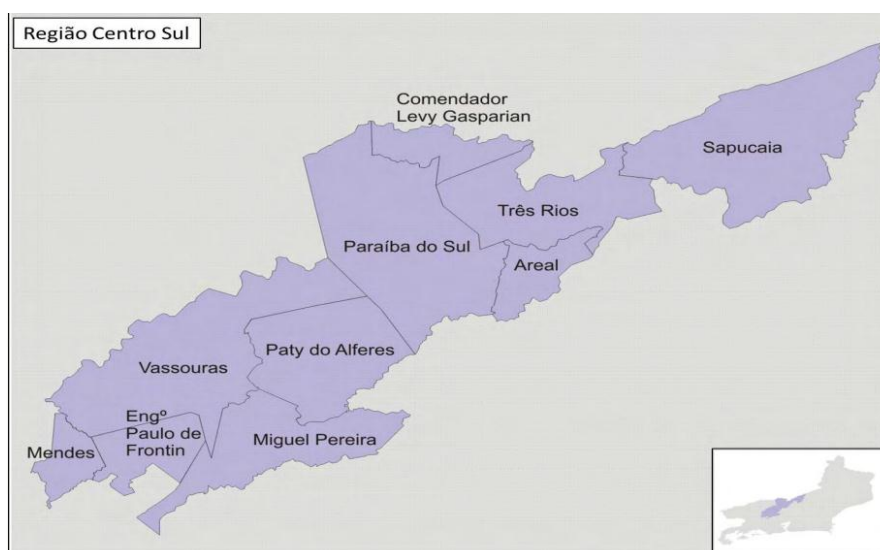 Região Centro Sul
Comendador
Levy Gasparian
Sapucaia
Três Rios
Paraíba do Sul
Areal
Paty do Alferes
Vassouras
Engº
Paulo de
Frontin
Mendes
Miguel Pereira